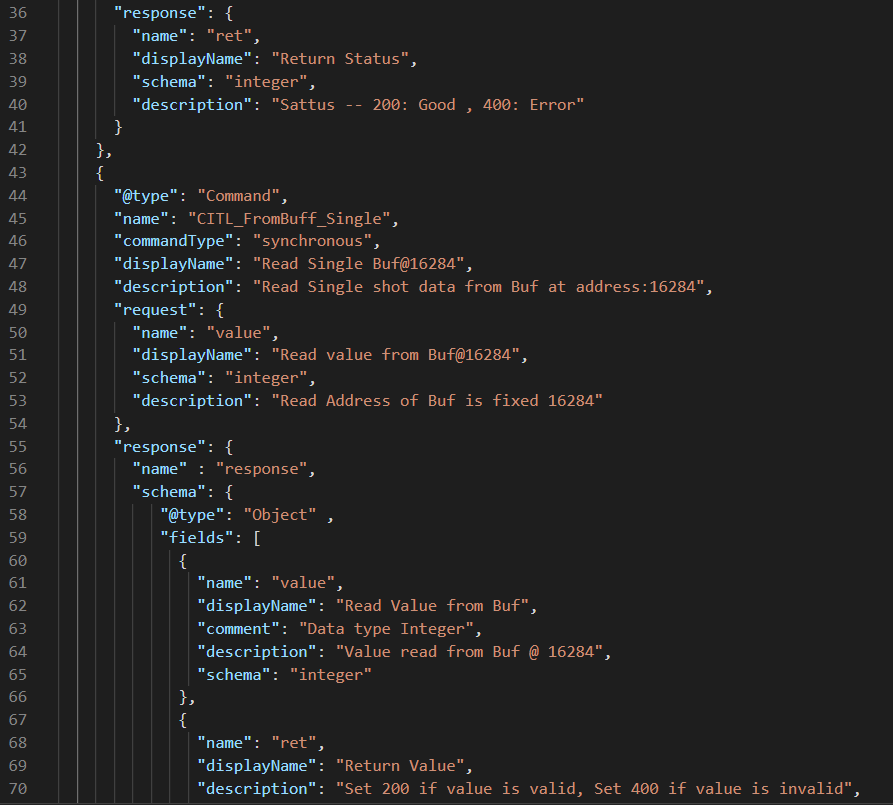 36 "response": {
37 "name": "ret",
38 "displayName": "Return Status",
39 "schema": "integer",
40 "description": "Sattus -- 200: Good , 400: Error"
41 }
42 },
43 {
44 "@type": "Command",
45 "name": "CITL_FromBuff_Single",
46 "commandType": "synchronous",
47 "displayName": "Read Single Buf@16284",
48 "description": "Read Single shot data from Buf at address:16284",
49 "request": {
50 "name": "value",
51 "displayName": "Read value from Buf@16284",
52 "schema": "integer",
53 "description": "Read Address of Buf is fixed 16284"
54 },
55 "response": {
56 "name" : "response",
57 "schema": {
58 "@type": "Object" ,
59 "fields": [
60 {
61 "name": "value",
62 "displayName": "Read Value from Buf",
63 "comment": "Data type Integer",
64 "description": "Value read from Buf @ 16284",
65 "schema": "integer"
66 },
67 {
68 "name": "ret",
69 "displayName": "Return Value",
70 "description": "Set 200 if value is valid, Set 400 if value is invalid",